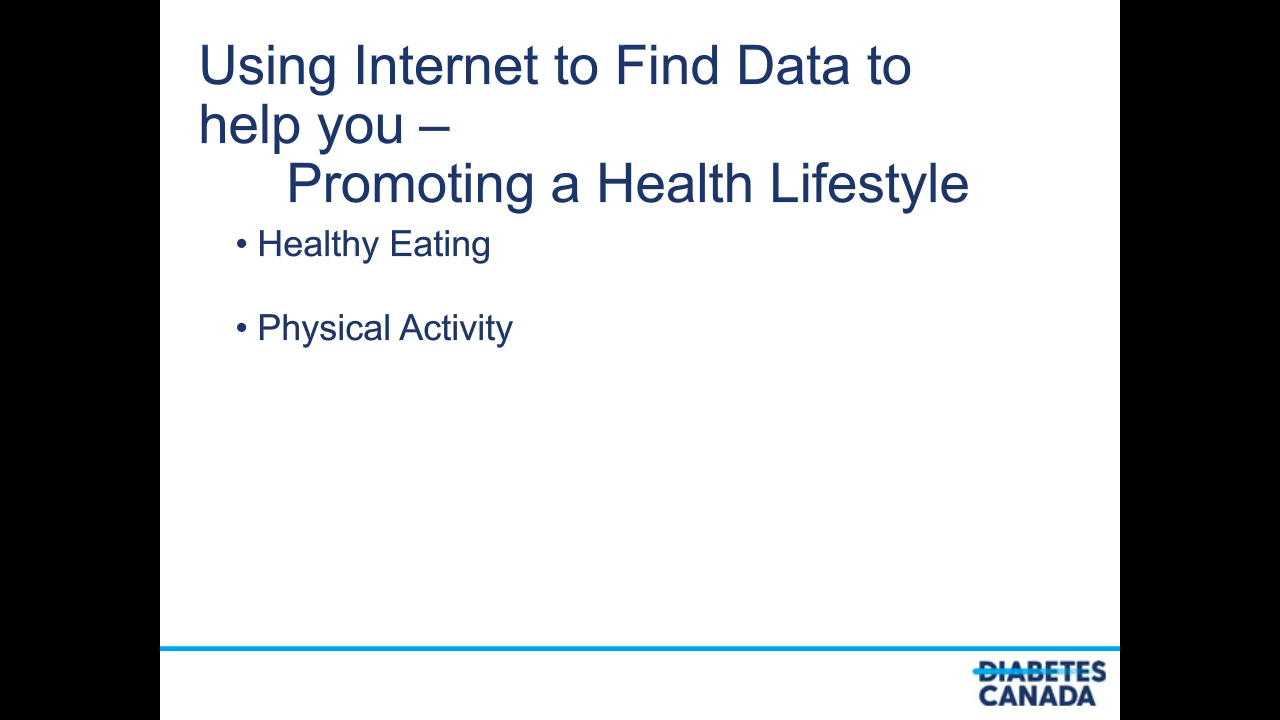 Using Internet to Find Data to
help you –
Promoting a Health Lifestyle
• Healthy Eating
• Physical Activity
DIABETES
CANADA